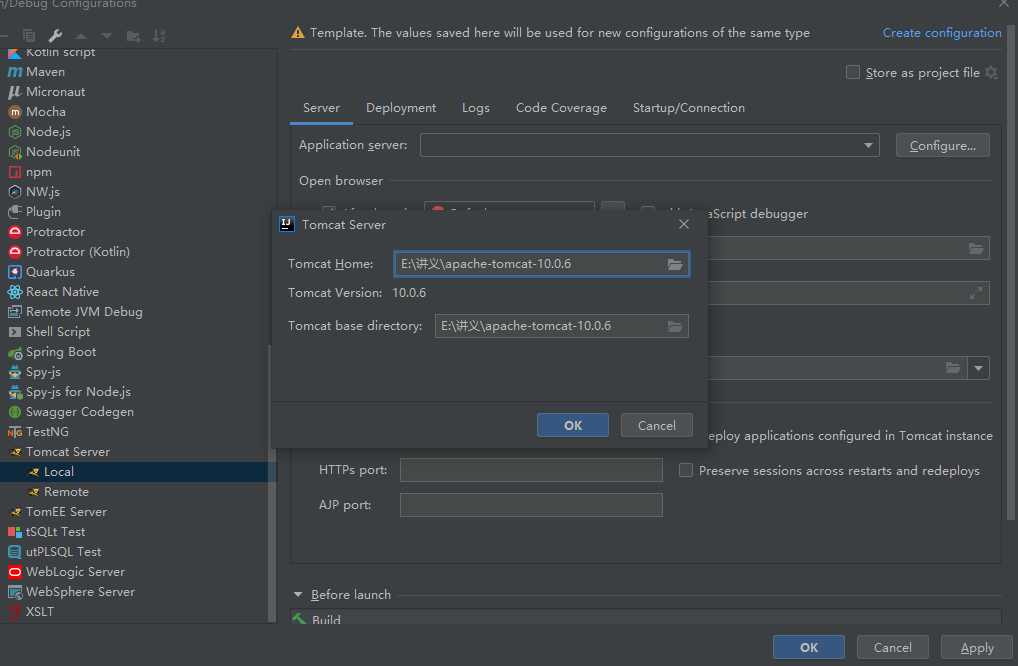 n/Debug Configurations
Kotlin script
Maven
Micronaut
Mocha
Node.js
Nodeunit
npm
NW.js
Plugin
Protractor
Protractor (Kotlin)
Quarkus
React Native
Remote JVM Debug
Shell Script
Spring Boot
Spy-js
Spy-js for Node.js
Swagger Codegen
TestNG
Tomcat Server
Local
Remote
TomEE Server
tSQLt Test
utPLSQL Test
WebLogic Server
WebSphere Server
XSLT
Template. The values saved here will be used for new configurations of the same type
Create configuration
Store as project file
Server Deployment Logs Code Coverage Startup/Connection
Application server:
Configure...
Open browser
JavaScript debugger
Tomcat Server
Tomcat Home: E:\讲义\apache-tomcat-10.0.6
Tomcat Version: 10.0.6
Tomcat base directory: E:\讲义\apache-tomcat-10.0.6
OK Cancel
eploy applications configured in Tomcat instance
HTTPs port:
Preserve sessions across restarts and redeploys
AJP port:
Before launch
Build
OK Cancel Apply